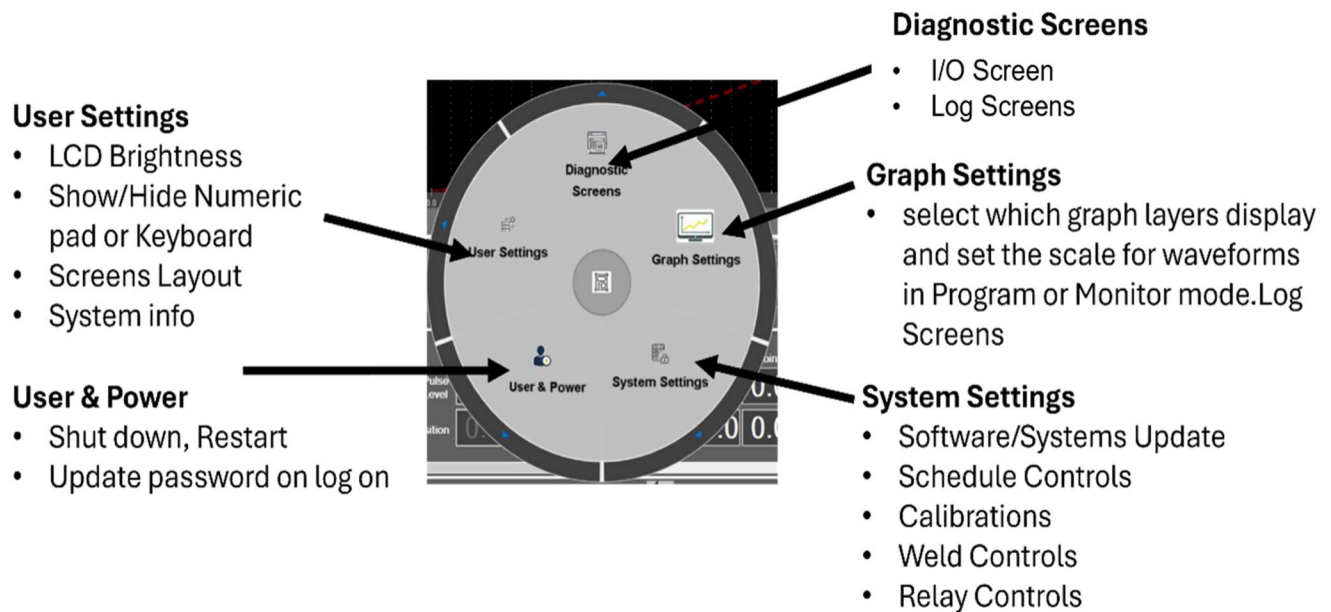 Diagnostic Screens
• I/O Screen
• Log Screens
User Settings
• LCD Brightness
• Show/Hide Numeric
pad or Keyboard
• Screens Layout
• System info
Graph Settings
• select which graph layers display
and set the scale for waveforms
in Program or Monitor mode.Log
Screens
User & Power
• Shut down, Restart
• Update password on log on
System Settings
• Software/Systems Update
• Schedule Controls
• Calibrations
• Weld Controls
• Relay Controls
Diagnostic
Screens
User Settings
Graph Settings
User & Power
System Settings